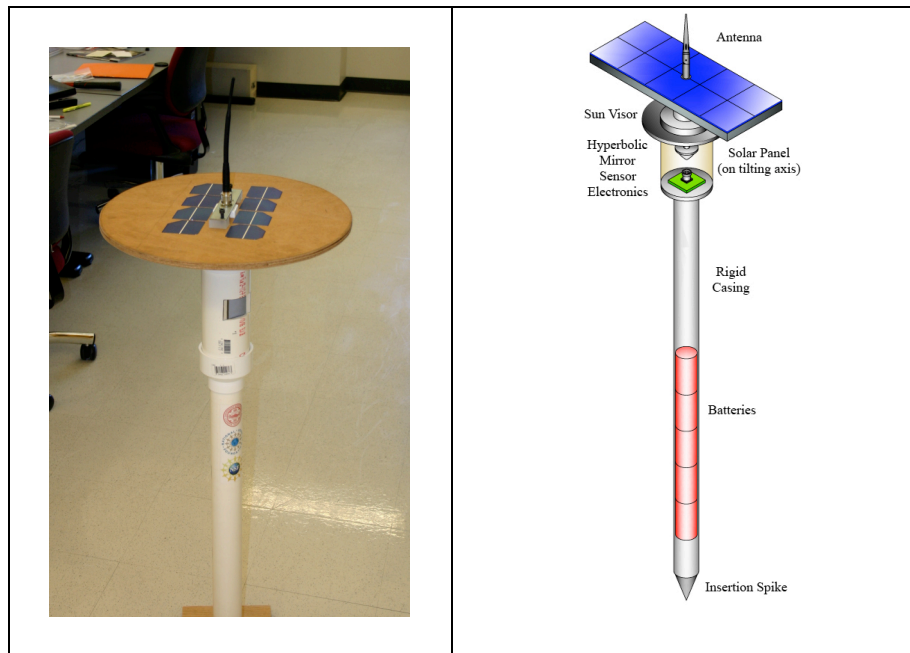 Antenna
Sun Visor
Hyperbolic
Mirror
Sensor
Electronics
Solar Panel
(on tilting axis)
Rigid
Casing
Batteries
Insertion Spike